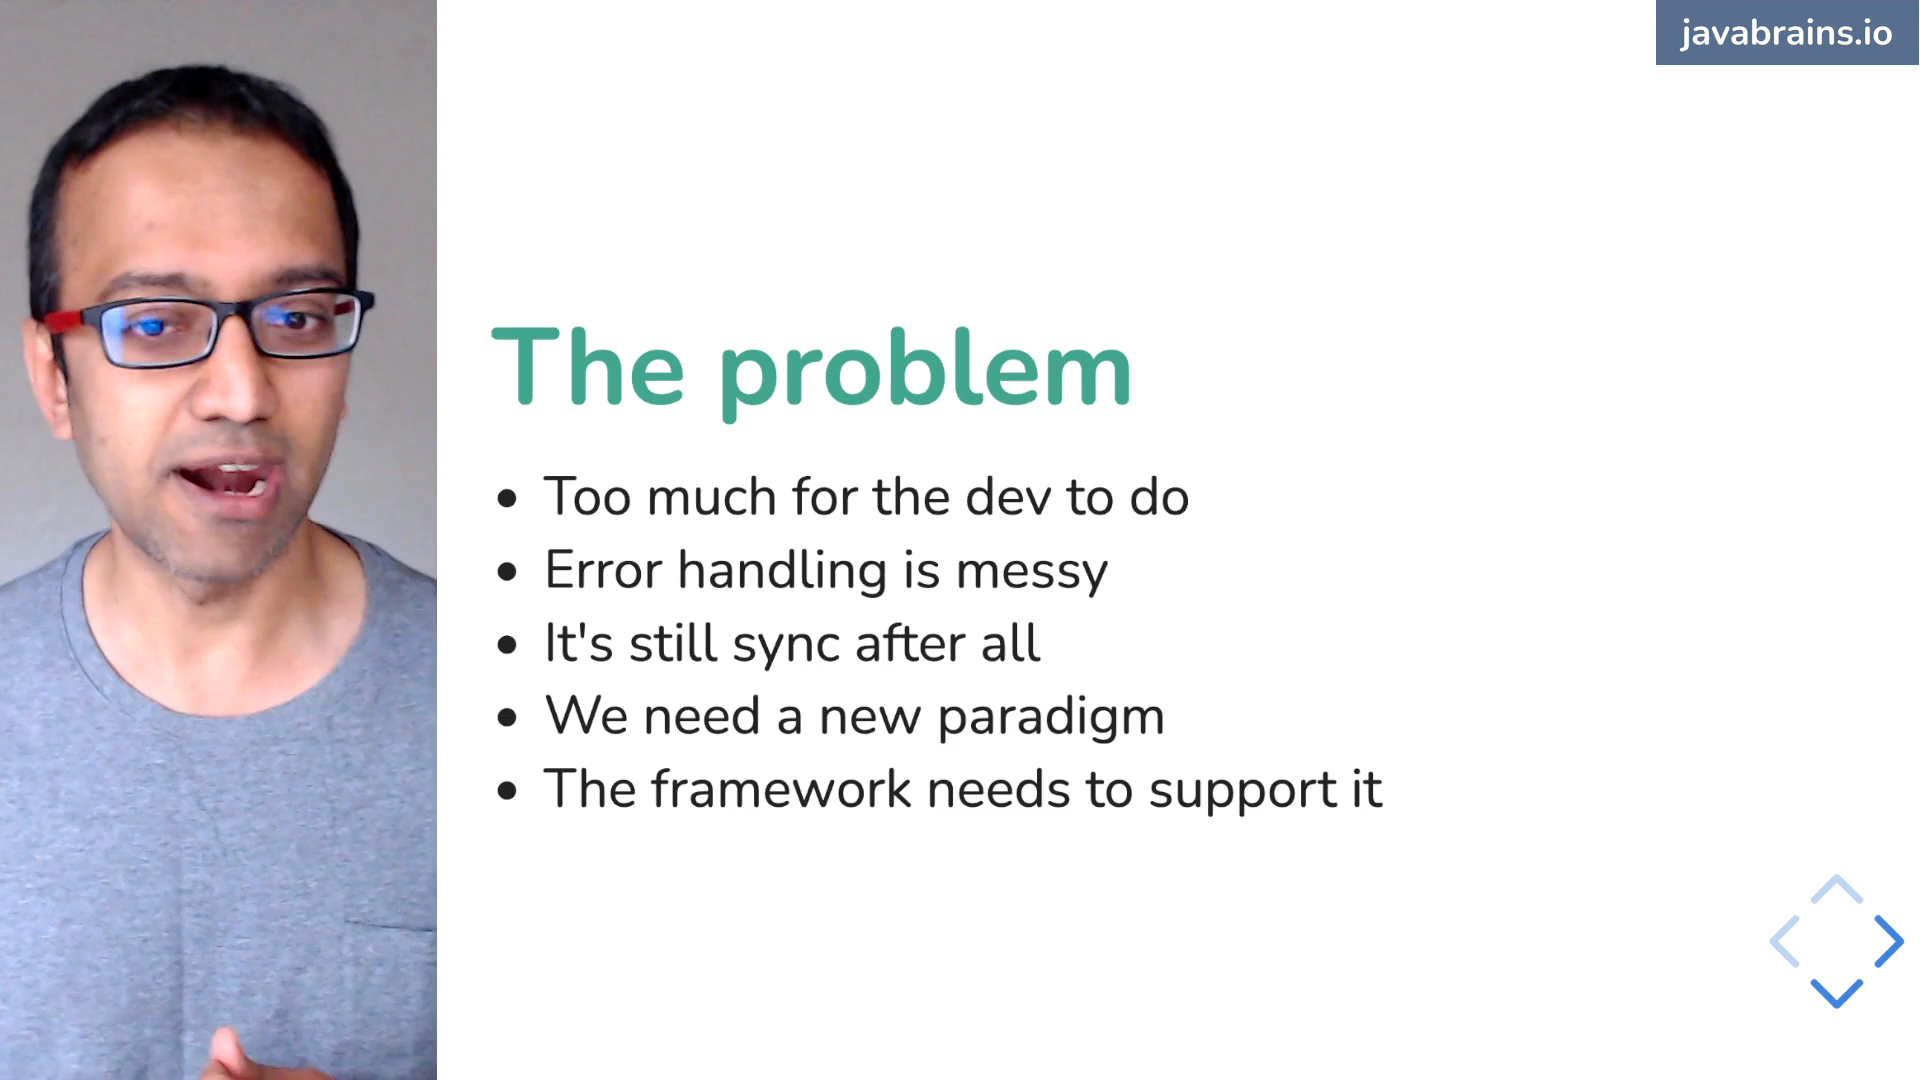 javabrains.io
The problem
Too much for the dev to do
Error handling is messy
It's still sync after all
We need a new paradigm
The framework needs to support it